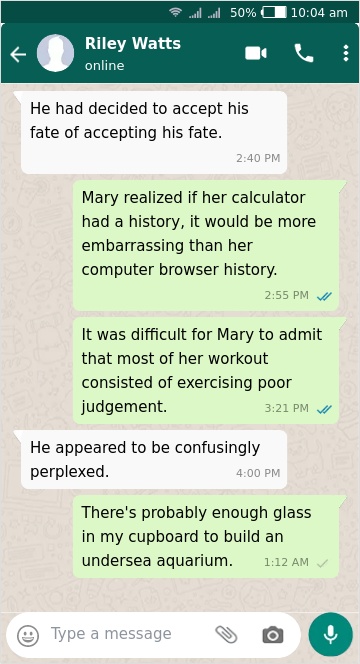 50% 10:04 am
Riley Watts
online
He had decided to accept his
fate of accepting his fate.
2:40 PM
Mary realized if her calculator
had a history, it would be more
embarrassing than her
computer browser history.
2:55 PM
It was difficult for Mary to admit
that most of her workout
consisted of exercising poor
judgement.
3:21 PM
He appeared to be confusingly
perplexed.
4:00 PM
There's probably enough glass
in my cupboard to build an
undersea aquarium.
1:12 AM
Type a message